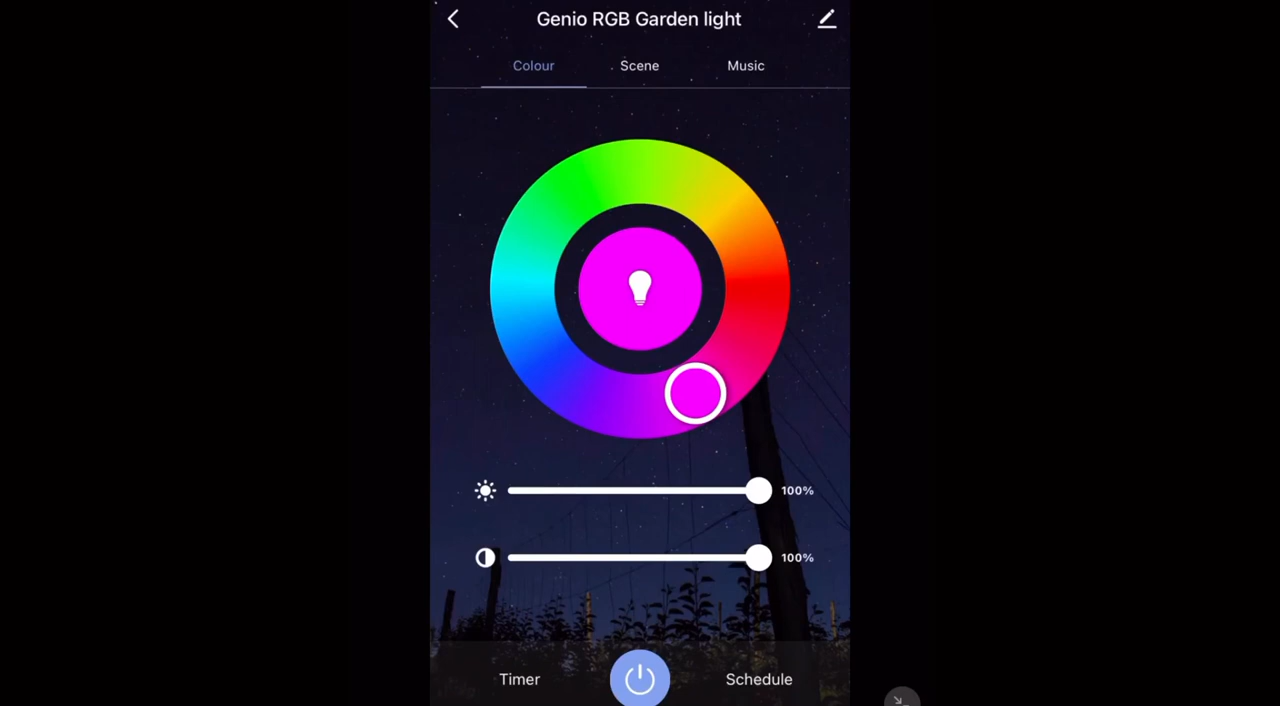 Genio RGB Garden light
Colour Scene Music
100%
100%
Timer Schedule